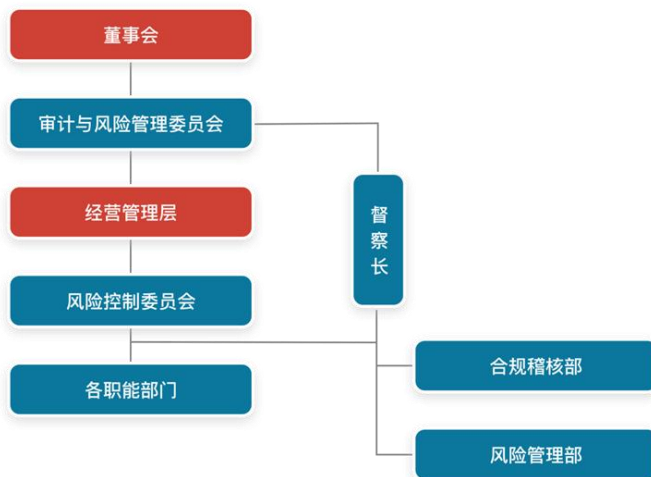 董事会
审计与风险管理委员会
经营管理层
督察长
风险控制委员会
合规稽核部
各职能部门
风险管理部